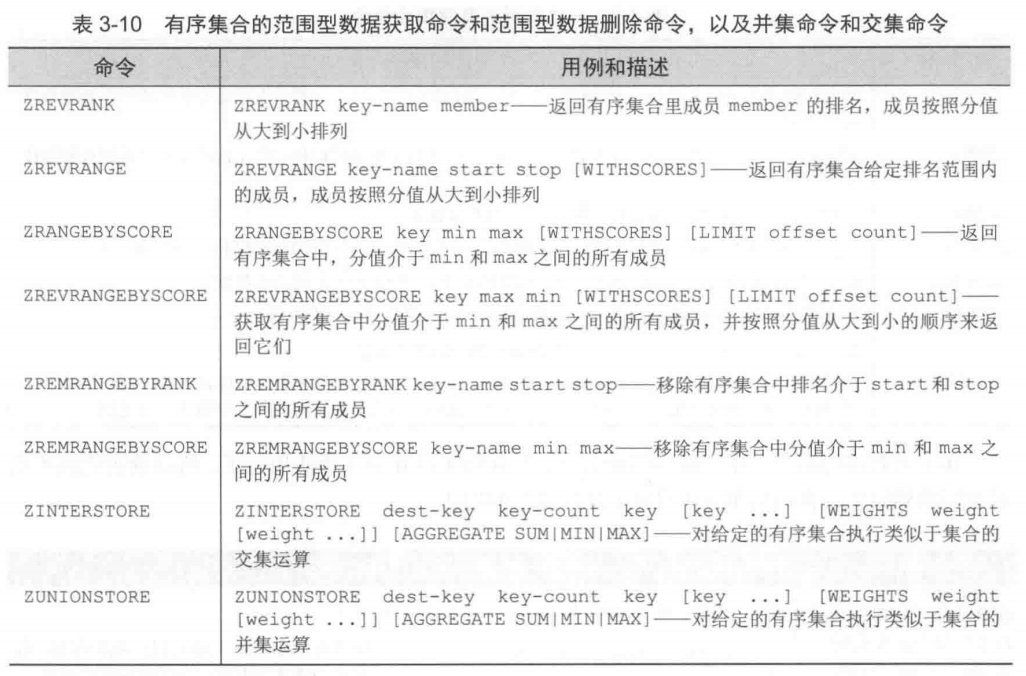 表 3-10 有序集合的范围型数据获取命令和范围型数据删除命令，以及并集命令和交集命令
命令 用例和描述
ZREVRANK ZREVRANK key-name member——返回有序集合里成员 member 的排名，成员按照分值
从大到小排列
ZREVRANGE ZREVRANGE key-name start stop [WITHSCORES]——返回有序集合给定排名范围内
的成员，成员按照分值从大到小排列
ZRANGEBYSCORE ZRANGEBYSCORE key min max [WITHSCORES] [LIMIT offset count]——返回
有序集合中，分值介于 min 和 max 之间的所有成员
ZREVRANGEBYSCORE ZREVRANGEBYSCORE key max min [WITHSCORES] [LIMIT offset count]——
获取有序集合中分值介于 min 和 max 之间的所有成员，并按照分值从大到小的顺序来返
回它们
ZREMRANGEBYRANK ZREMRANGEBYRANK key-name start stop——移除有序集合中排名介于 start 和 stop
之间的所有成员
ZREMRANGEBYSCORE ZREMRANGEBYSCORE key-name min max——移除有序集合中分值介于 min 和 max 之
间的所有成员
ZINTERSTORE ZINTERSTORE dest-key key-count key [key ...] [WEIGHTS weight
[weight ...]] [AGGREGATE SUM|MIN|MAX]——对给定的有序集合执行类似于集合的
交集运算
ZUNIONSTORE ZUNIONSTORE dest-key key-count key [key ...] [WEIGHTS weight
[weight ...]] [AGGREGATE SUM|MIN|MAX]——对给定的有序集合执行类似于集合的
并集运算